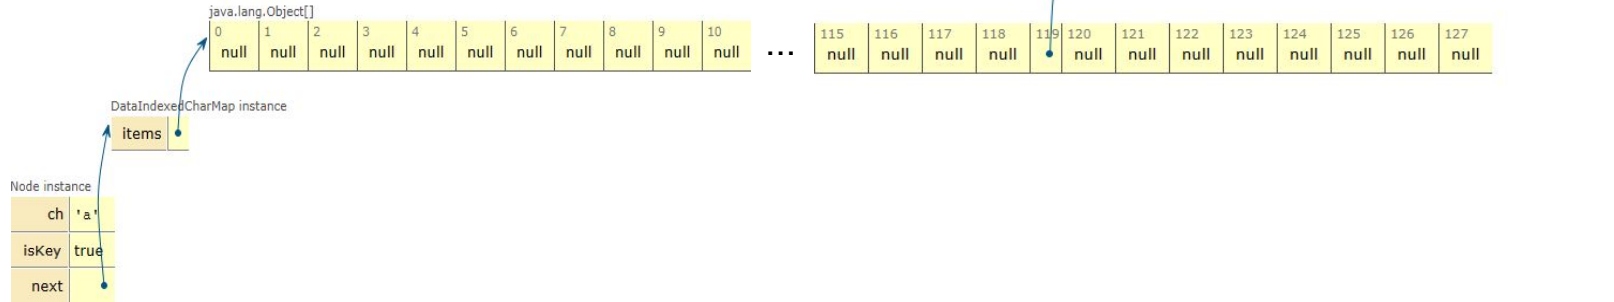 java.lang.Object[]
0 1 2 3 4 5 6 7 8 9 10 115 116 117 118 119 120 121 122 123 124 125 126 127
null null null null null null null null null null null ... null null null null null null null null null null null null
DataIndexedCharMap instance
items
Node instance
ch 'a'
isKey true
next